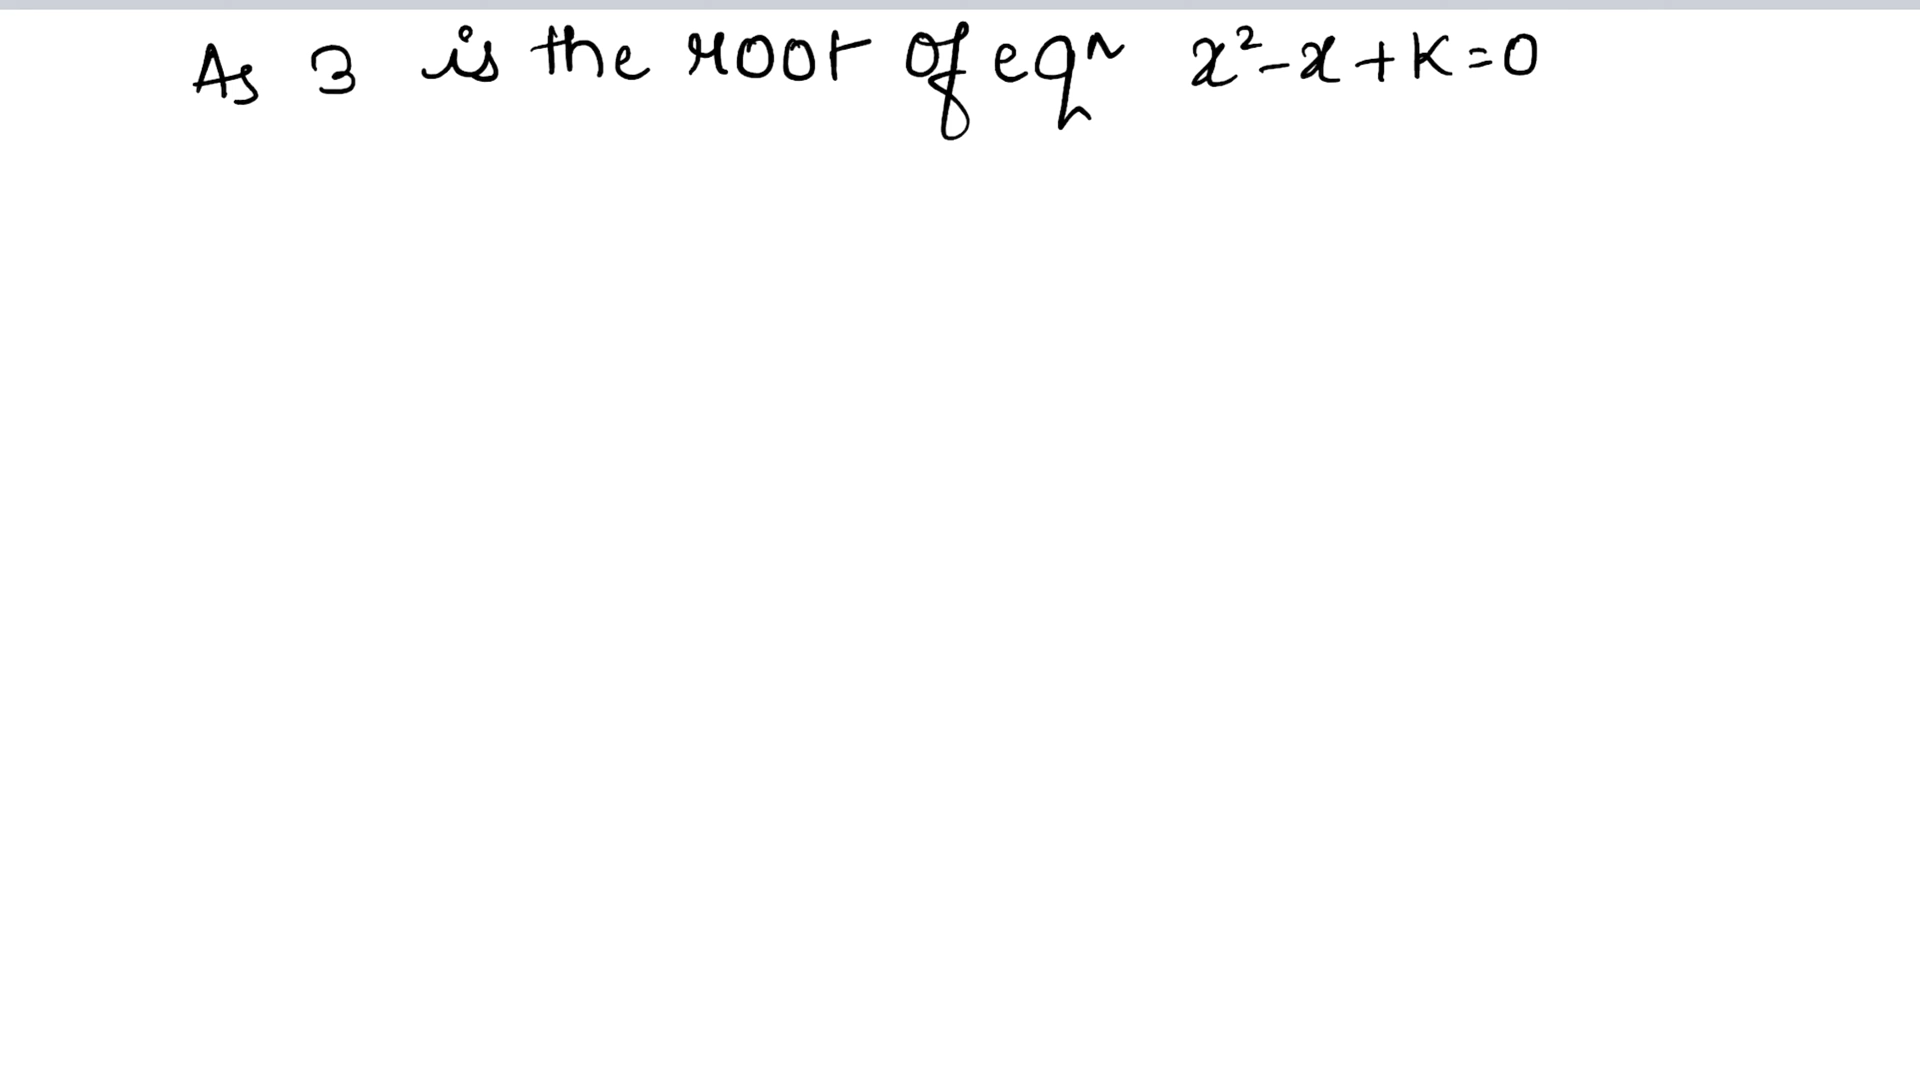 As 3 is the root of eqⁿ x²-x+K=0